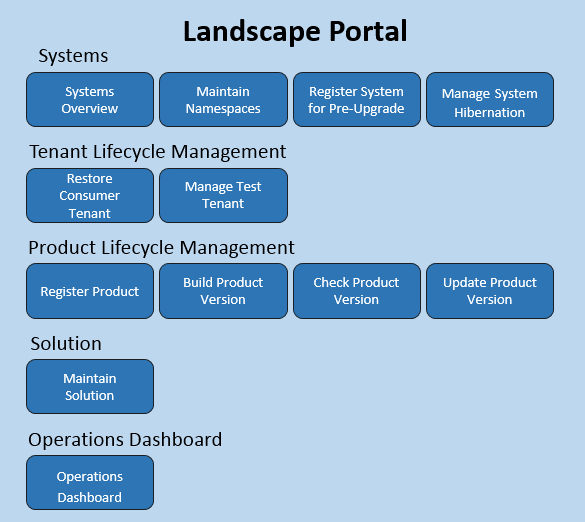 Landscape Portal
Systems
Systems
Overview
Maintain
Namespaces
Register System
for Pre-Upgrade
Manage System
Hibernation
Tenant Lifecycle Management
Restore
Consumer
Tenant
Manage Test
Tenant
Product Lifecycle Management
Register Product
Build Product
Version
Check Product
Version
Update Product
Version
Solution
Maintain
Solution
Operations Dashboard
Operations
Dashboard